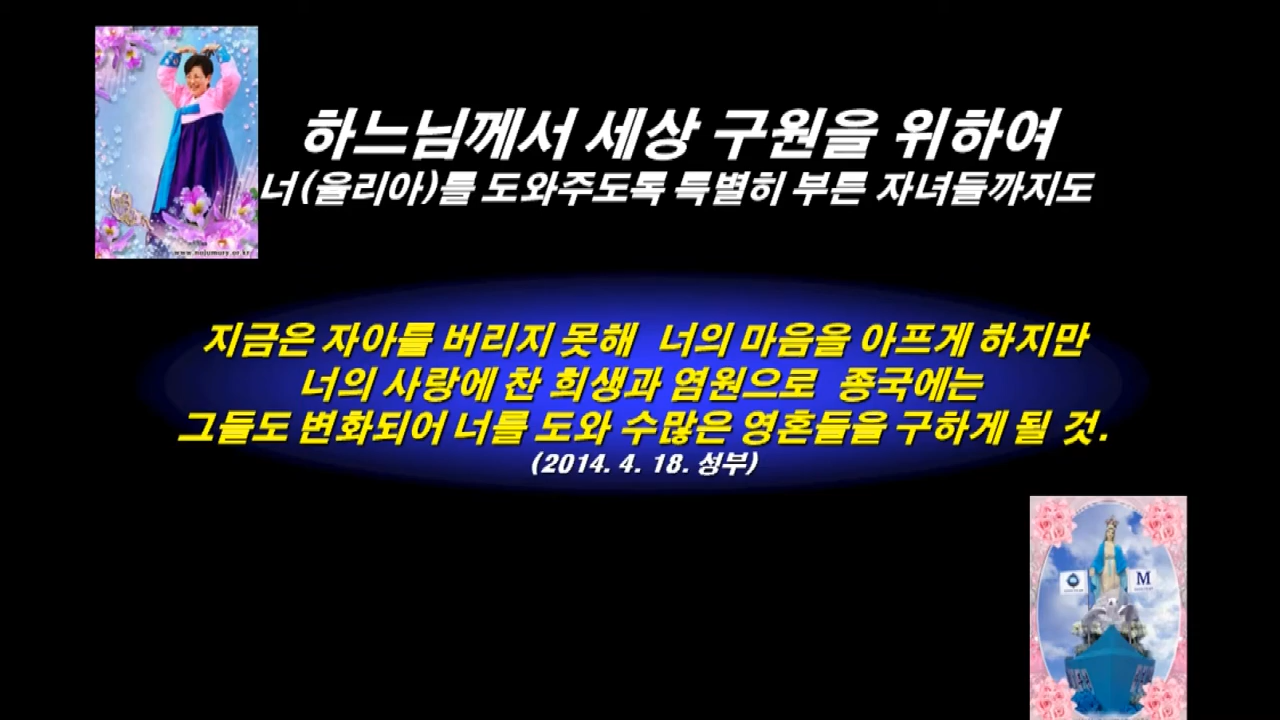 하느님께서 세상 구원을 위하여
너(율리아)를 도와주도록 특별히 부른 자녀들까지도
www.najumary.or.kr
지금은 자아를 버리지 못해 너의 마음을 아프게 하지만
너의 사랑에 찬 희생과 염원으로 종국에는
그들도 변화되어 너를 도와 수많은 영혼들을 구하게 될 것.
(2014. 4. 18. 성부)
M